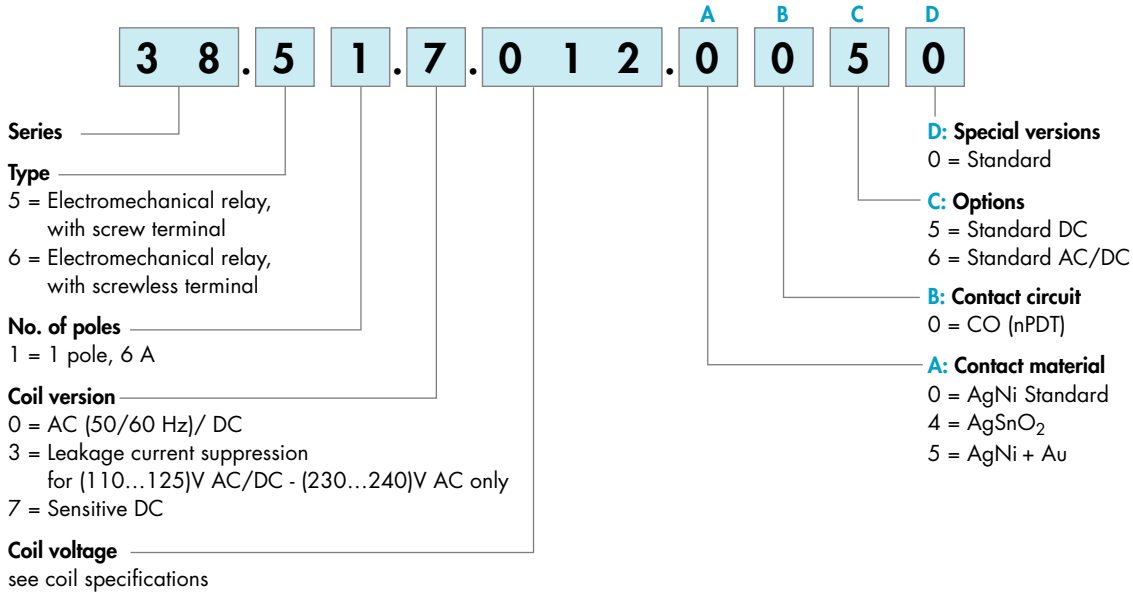 A B C D
3 8 . 5 1 . 7 . 0 1 2 . 0 0 5 0
Series
Type
5 = Electromechanical relay,
with screw terminal
6 = Electromechanical relay,
with screwless terminal
No. of poles
1 = 1 pole, 6 A
Coil version
0 = AC (50/60 Hz)/ DC
3 = Leakage current suppression
for (110…125)V AC/DC - (230…240)V AC only
7 = Sensitive DC
Coil voltage
see coil specifications
D: Special versions
0 = Standard
C: Options
5 = Standard DC
6 = Standard AC/DC
B: Contact circuit
0 = CO (nPDT)
A: Contact material
0 = AgNi Standard
4 = AgSnO₂
5 = AgNi + Au